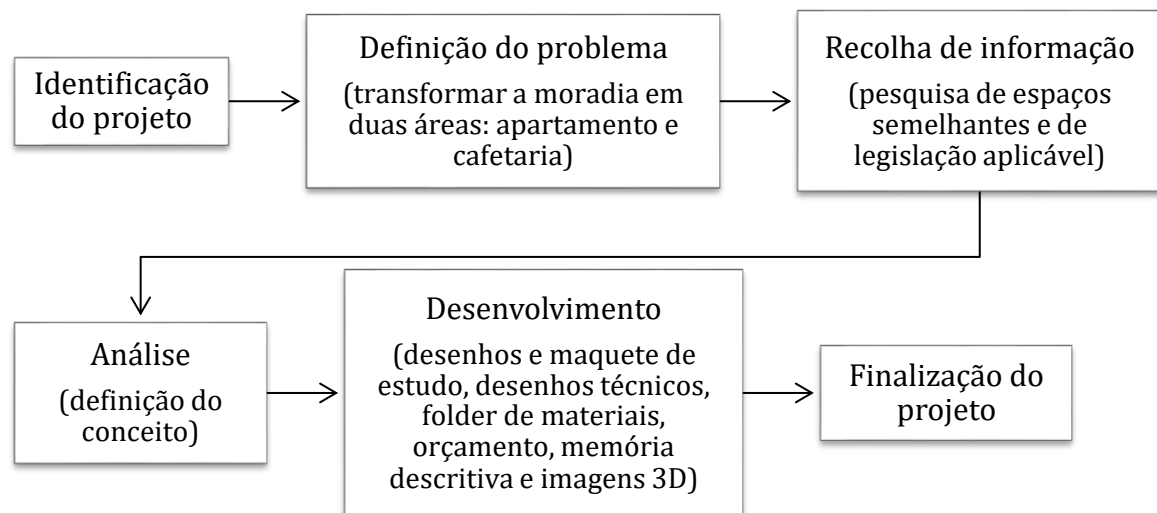 Identificação
do projeto
Definição do problema
(transformar a moradia em
duas áreas: apartamento e
cafetaria)
Recolha de informação
(pesquisa de espaços
semelhantes e de
legislação aplicável)
Análise
(definição do
conceito)
Desenvolvimento
(desenhos e maquete de
estudo, desenhos técnicos,
folder de materiais,
orçamento, memória
descritiva e imagens 3D)
Finalização do
projeto